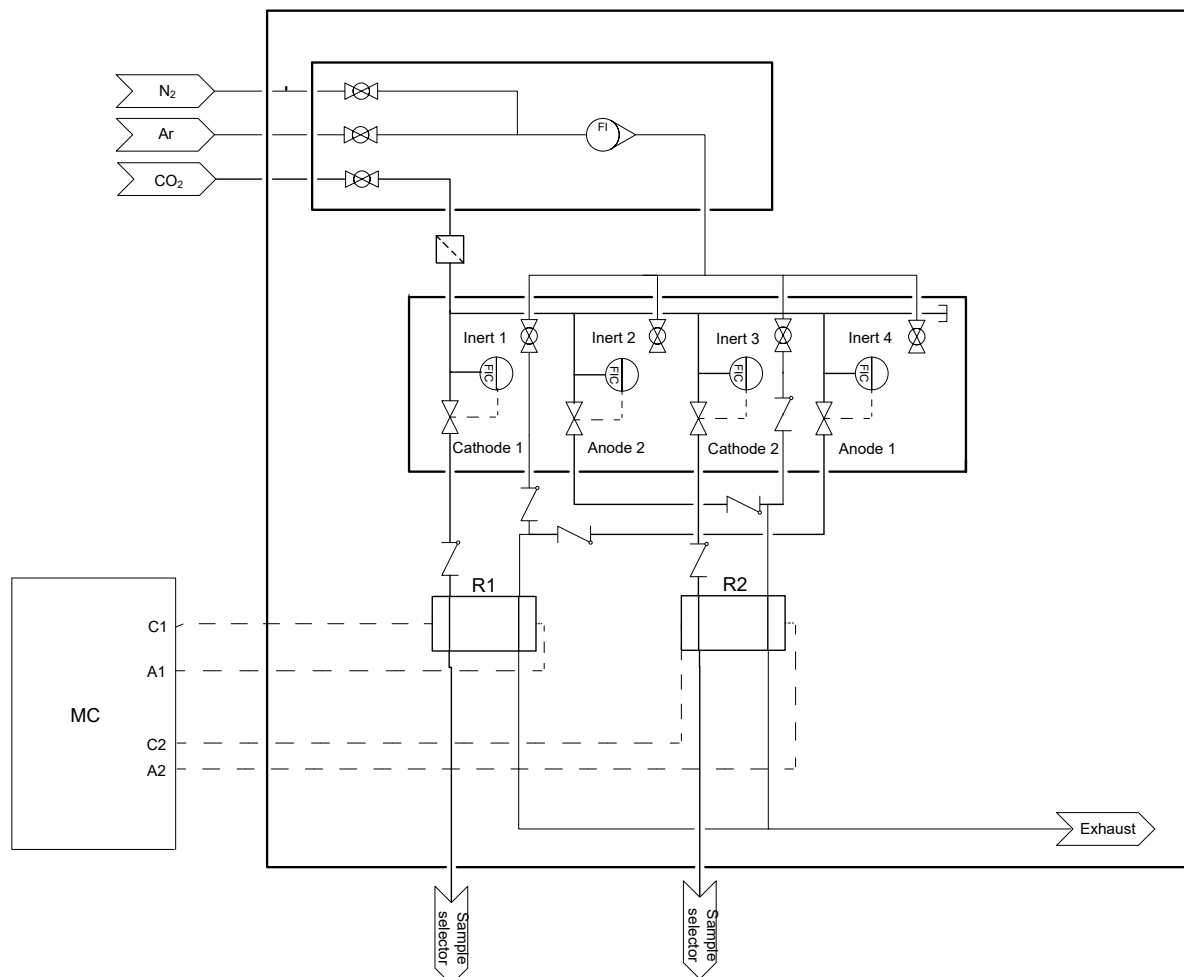 N₂
Ar
FI
CO₂
Inert 1
Inert 2
Inert 3
Inert 4
FIC
FIC
FIC
FIC
Cathode 1
Anode 2
Cathode 2
Anode 1
R1
R2
C1
A1
MC
C2
A2
Exhaust
Sample
selector
Sample
selector